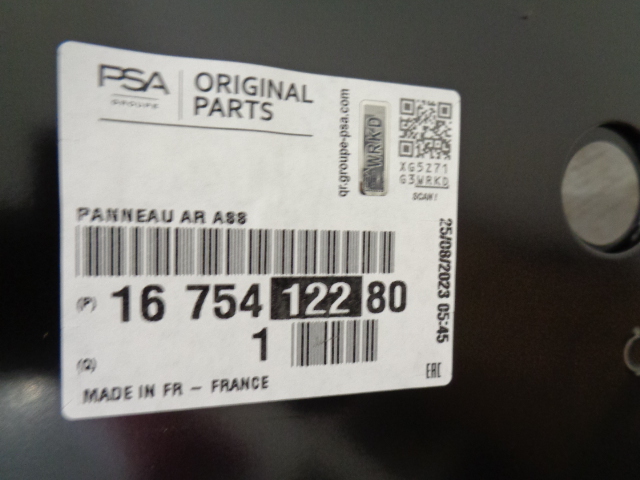 PSA
GROUPE
ORIGINAL
PARTS
qr.groupe-psa.com
WRKD
XG5271
G3WRKD
SCAN!
PANNEAU AR ASS
25/08/2023 05:45
(P) 16 754 122 80
(Q) 1
EAC
MADE IN FR - FRANCE